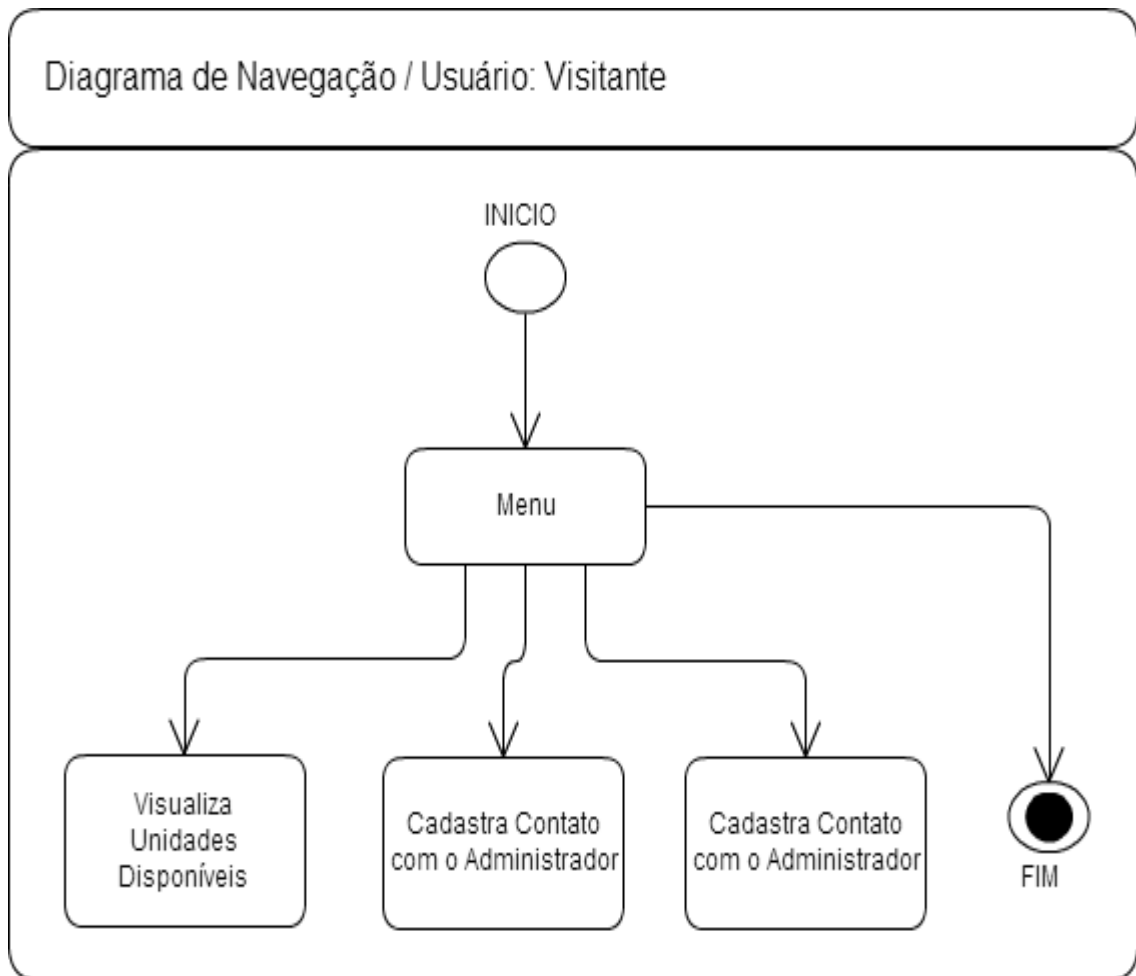 Diagrama de Navegação / Usuário: Visitante
INICIO
Menu
Visualiza
Unidades
Disponíveis
Cadastra Contato
com o Administrador
Cadastra Contato
com o Administrador
FIM